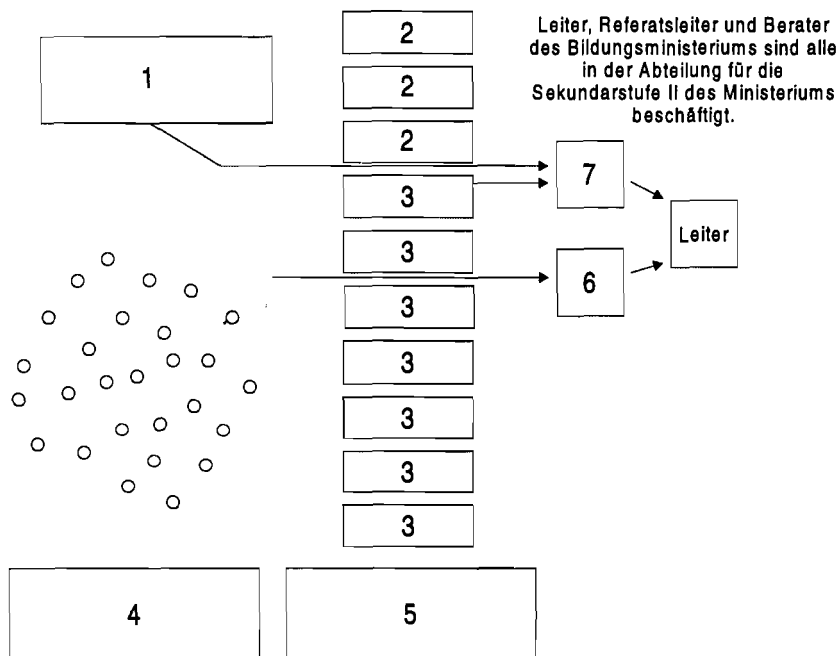 1
2
2
2
3
3
3
3
3
3
3
4
5
Leiter, Referatsleiter und Berater
des Bildungsministeriums sind alle
in der Abteilung für die
Sekundarstufe II des Ministeriums
beschäftigt.
7
6
Leiter